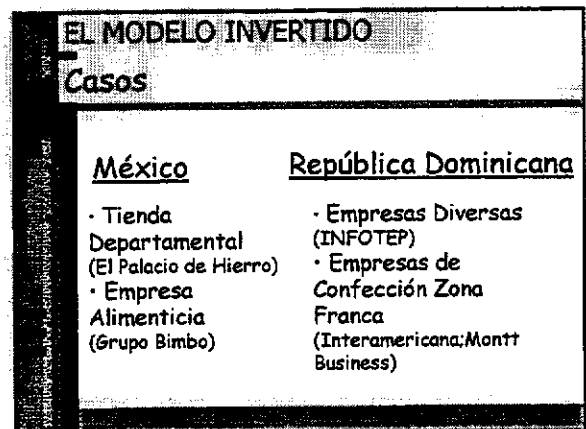 EL MODELO INVERTIDO
Casos
México
· Tienda
Departamental
(El Palacio de Hierro)
· Empresa
Alimenticia
(Grupo Bimbo)
República Dominicana
· Empresas Diversas
(INFOTEP)
· Empresas de
Confección Zona
Franca
(Interamericana;Montt
Business)